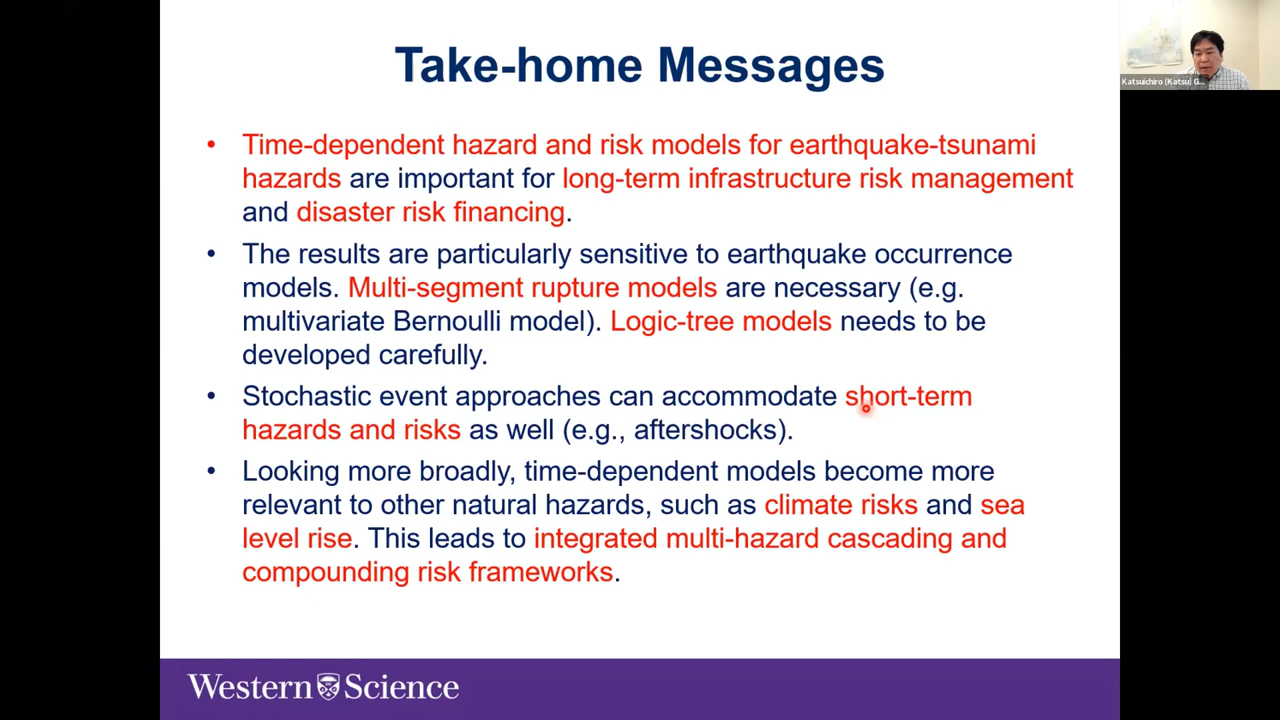 Take-home Messages
Katsuichiro (Katsu) G...
• Time-dependent hazard and risk models for earthquake-tsunami
hazards are important for long-term infrastructure risk management
and disaster risk financing.
• The results are particularly sensitive to earthquake occurrence
models. Multi-segment rupture models are necessary (e.g.
multivariate Bernoulli model). Logic-tree models needs to be
developed carefully.
• Stochastic event approaches can accommodate short-term
hazards and risks as well (e.g., aftershocks).
• Looking more broadly, time-dependent models become more
relevant to other natural hazards, such as climate risks and sea
level rise. This leads to integrated multi-hazard cascading and
compounding risk frameworks.
Western Science